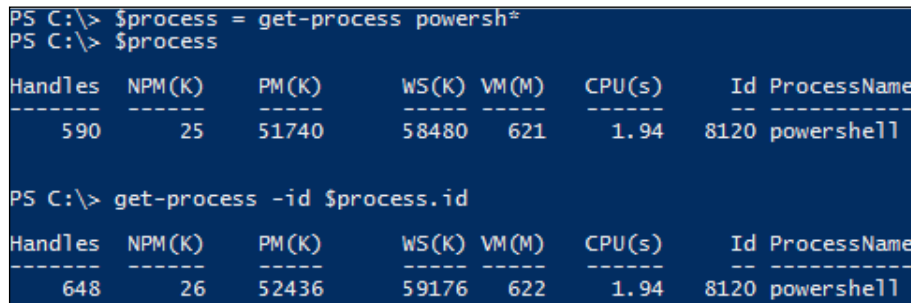 PS C:\> $process = get-process powersh*
PS C:\> $process
Handles NPM(K) PM(K) WS(K) VM(M) CPU(s) Id ProcessName
------- ------ ----- ----- ----- ------ -- -----------
590 25 51740 58480 621 1.94 8120 powershell
PS C:\> get-process -id $process.id
Handles NPM(K) PM(K) WS(K) VM(M) CPU(s) Id ProcessName
------- ------ ----- ----- ----- ------ -- -----------
648 26 52436 59176 622 1.94 8120 powershell